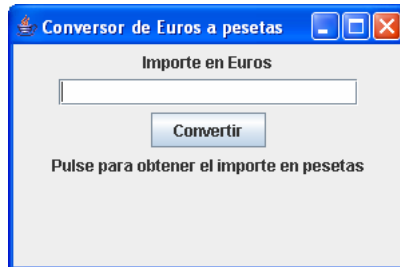 Conversor de Euros a pesetas
Importe en Euros
Convertir
Pulse para obtener el importe en pesetas